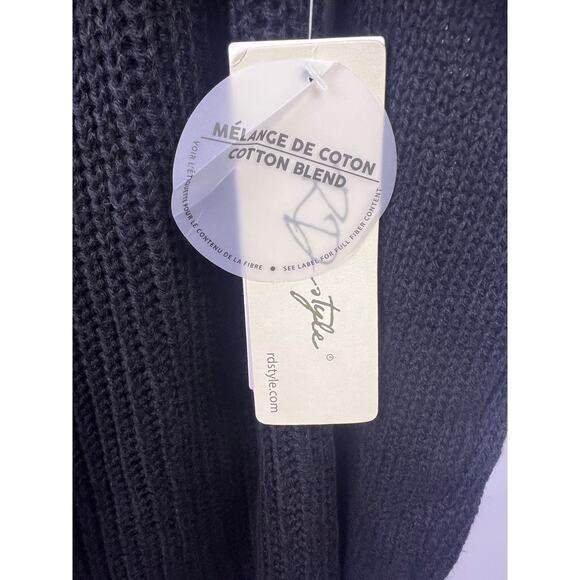 MÉLANGE DE COTON
COTTON BLEND
VOIR L'ÉTIQUETTE POUR LE CONTENU DE LA FIBRE • SEE LABEL FOR FULL FIBER CONTENT
RD style ®
rdstyle.com